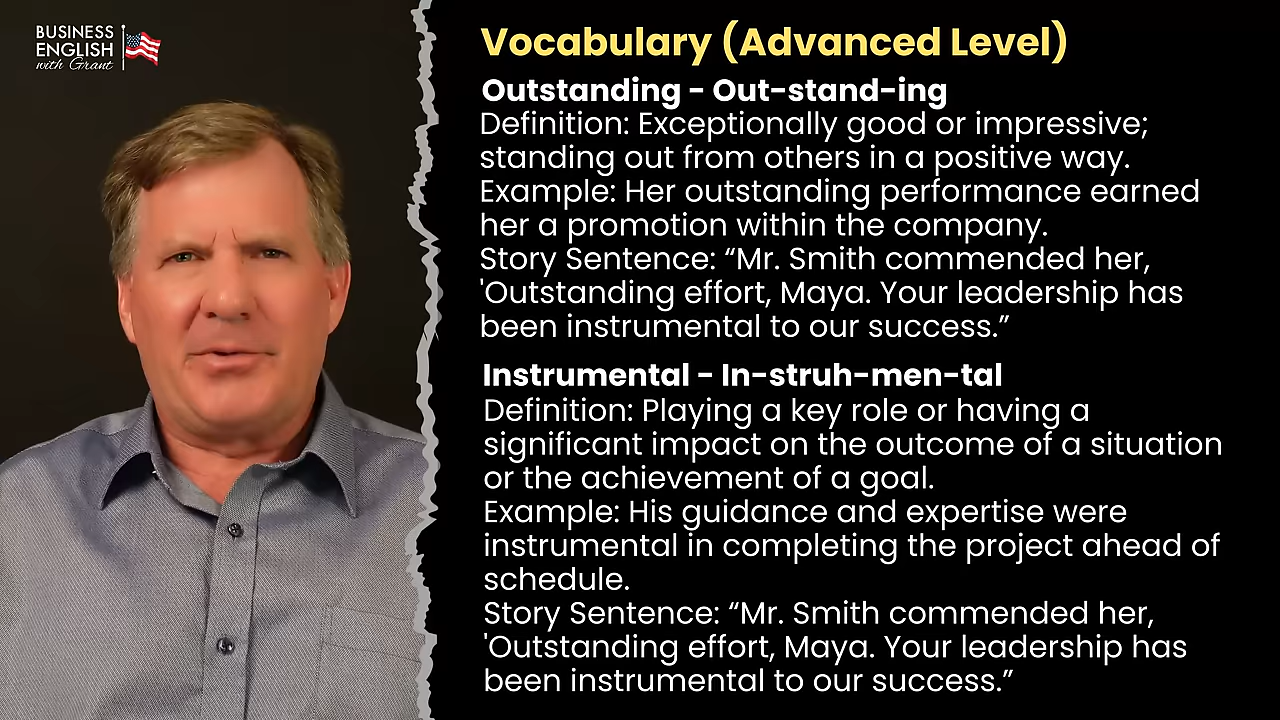 BUSINESS
ENGLISH
with Grant
Vocabulary (Advanced Level)
Outstanding - Out-stand-ing
Definition: Exceptionally good or impressive;
standing out from others in a positive way.
Example: Her outstanding performance earned
her a promotion within the company.
Story Sentence: “Mr. Smith commended her,
'Outstanding effort, Maya. Your leadership has
been instrumental to our success.”
Instrumental - In-struh-men-tal
Definition: Playing a key role or having a
significant impact on the outcome of a situation
or the achievement of a goal.
Example: His guidance and expertise were
instrumental in completing the project ahead of
schedule.
Story Sentence: “Mr. Smith commended her,
'Outstanding effort, Maya. Your leadership has
been instrumental to our success.”